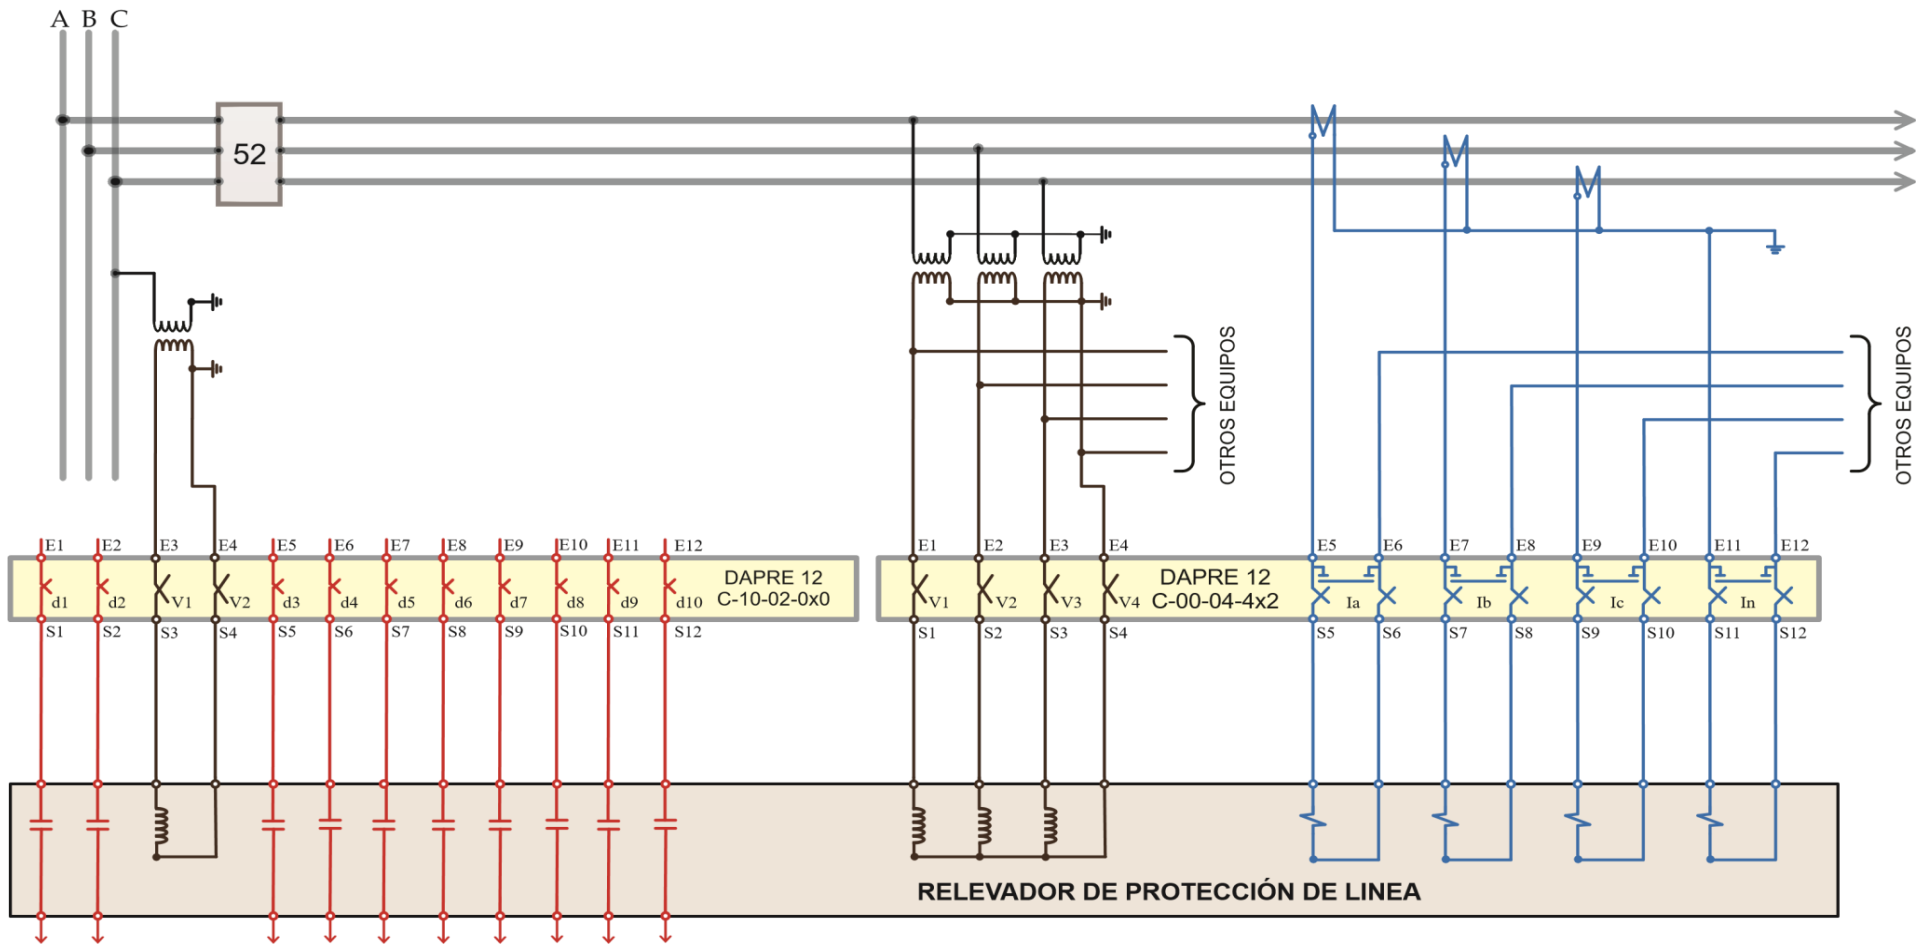 A B C
52
OTROS EQUIPOS
OTROS EQUIPOS
E1 E2 E3 E4 E5 E6 E7 E8 E9 E10 E11 E12
d1 d2 V1 V2 d3 d4 d5 d6 d7 d8 d9 d10
DAPRE 12
C-10-02-0x0
S1 S2 S3 S4 S5 S6 S7 S8 S9 S10 S11 S12
E1 E2 E3 E4 E5 E6 E7 E8 E9 E10 E11 E12
V1 V2 V3 V4
DAPRE 12
C-00-04-4x2
Ia Ib Ic In
S1 S2 S3 S4 S5 S6 S7 S8 S9 S10 S11 S12
RELEVADOR DE PROTECCIÓN DE LINEA